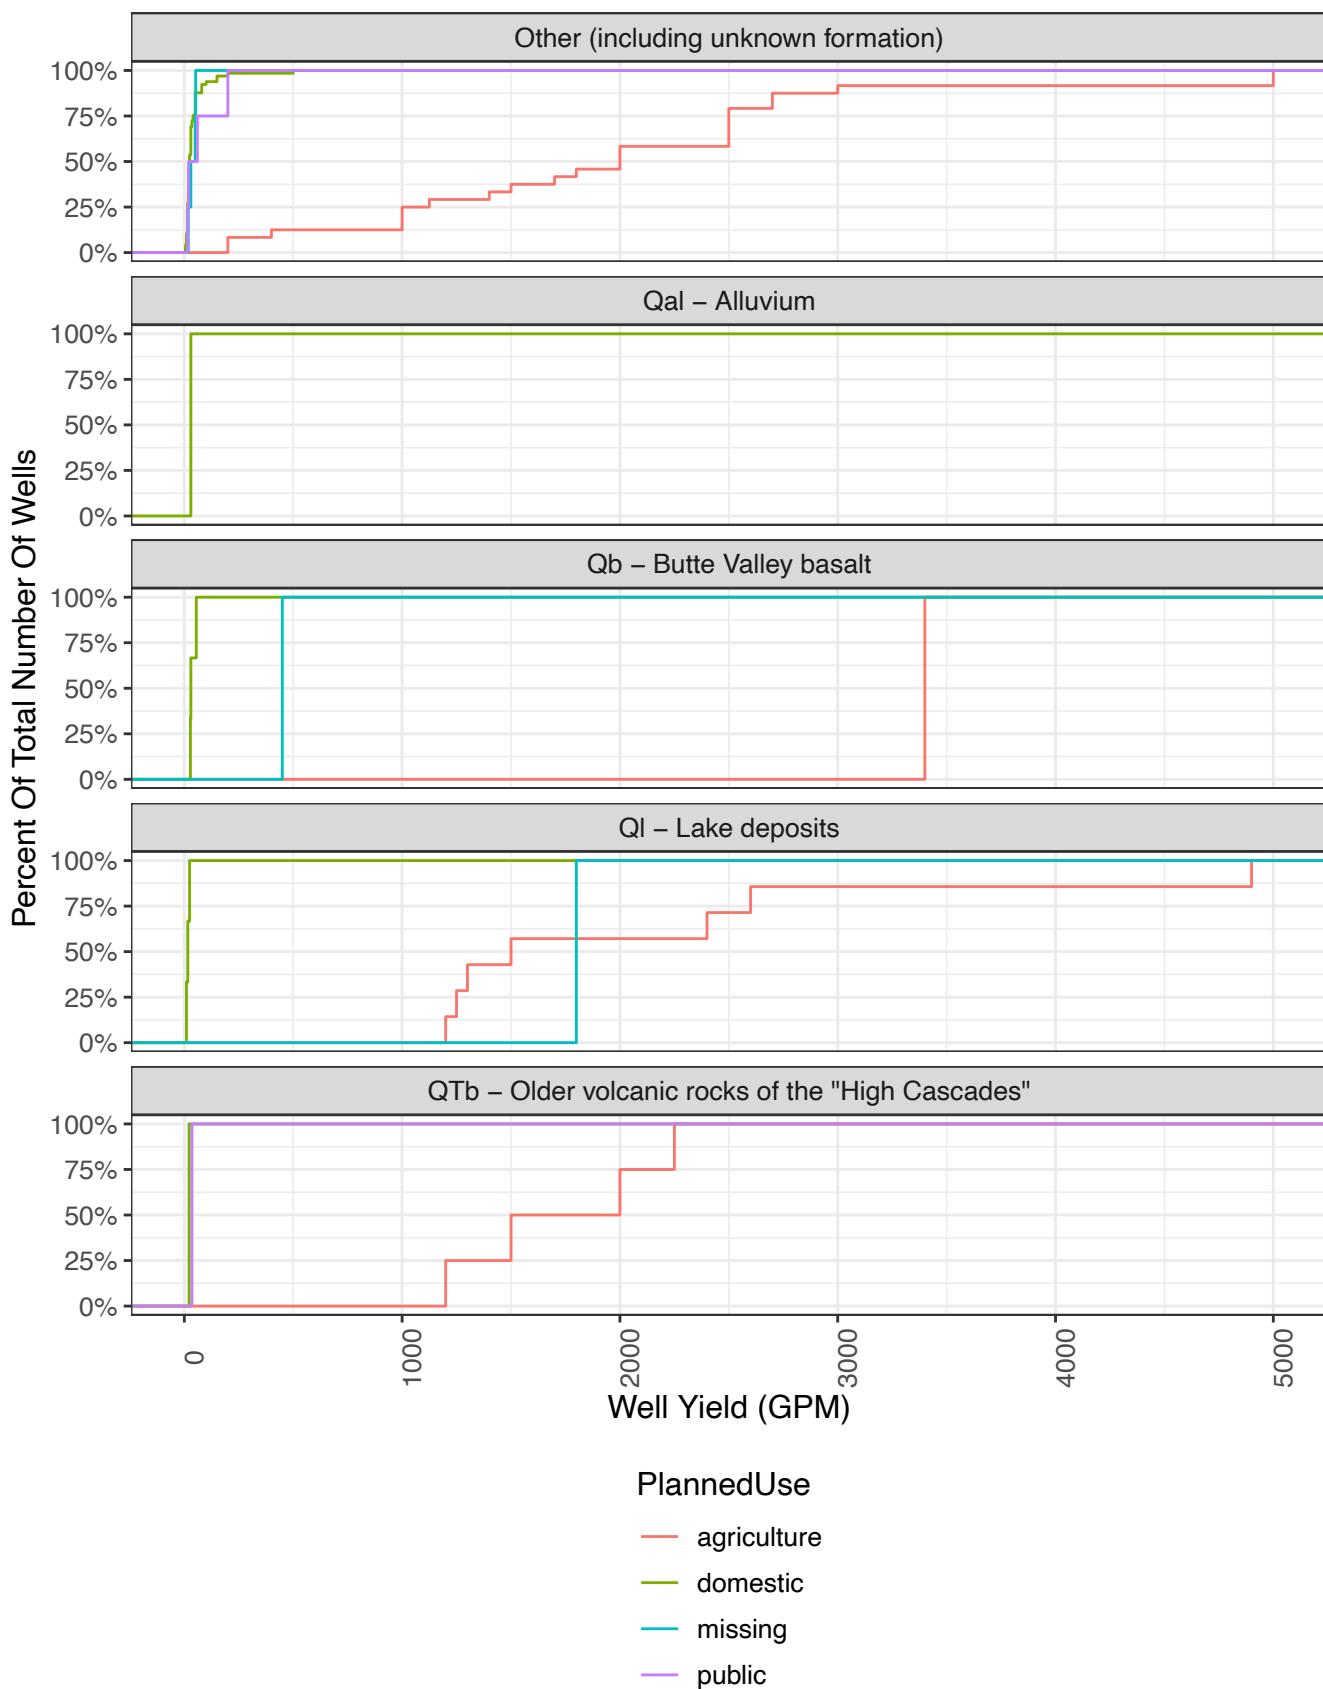 Other (including unknown formation)
100%
75%
50%
25%
0%
Qal – Alluvium
100%
75%
50%
25%
0%
Qb – Butte Valley basalt
100%
75%
50%
25%
0%
Ql – Lake deposits
100%
75%
50%
25%
0%
QTb – Older volcanic rocks of the "High Cascades"
100%
75%
50%
25%
0%
Percent Of Total Number Of Wells
0
1000
2000
3000
4000
5000
Well Yield (GPM)
PlannedUse
agriculture
domestic
missing
public